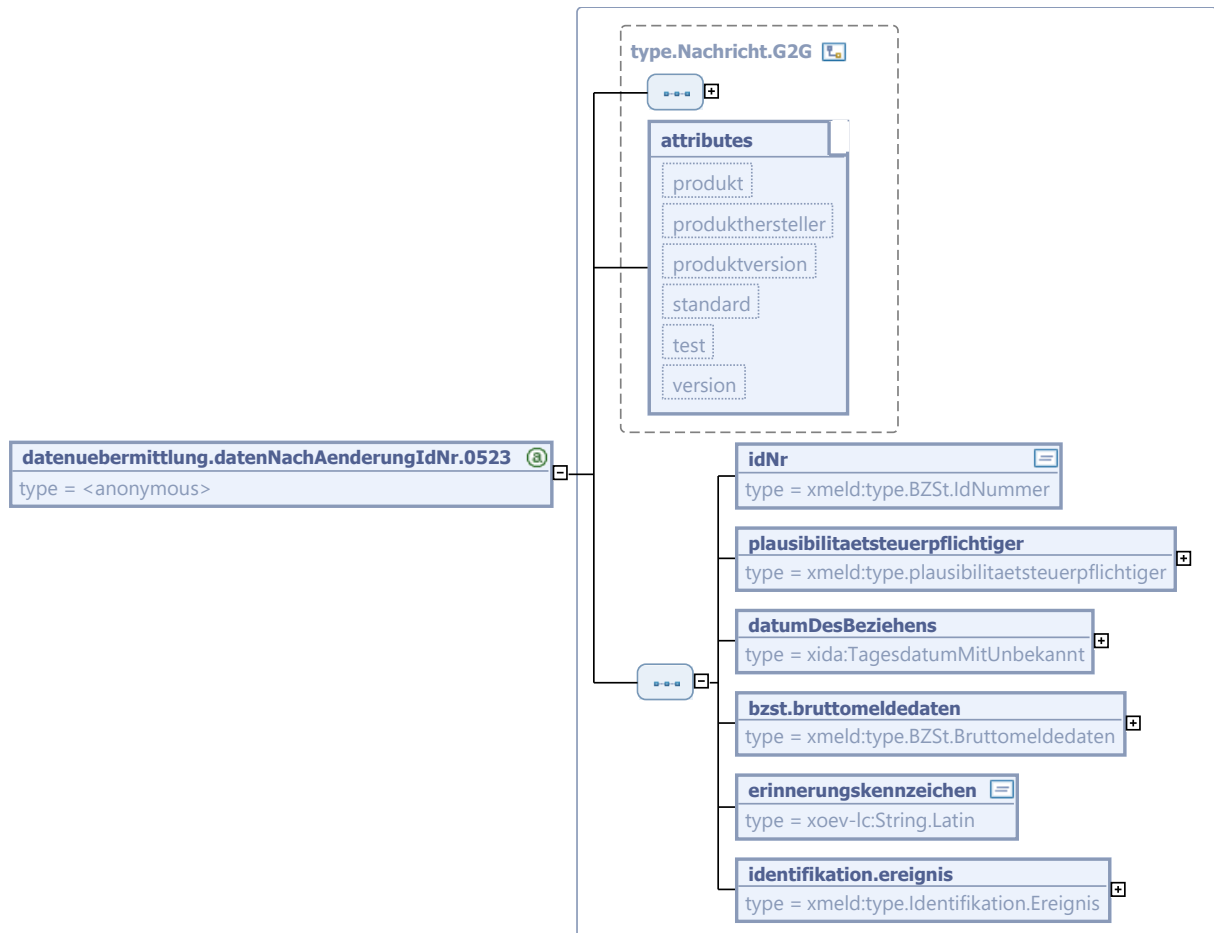 type.Nachricht.G2G
attributes
produkt
produkthersteller
produktversion
standard
test
version
datenuebermittlung.datenNachAenderungIdNr.0523
type = <anonymous>
idNr
type = xmeld:type.BZSt.IdNummer
plausibilitaetsteuerpflichtiger
type = xmeld:type.plausibilitaetsteuerpflichtiger
datumDesBeziehens
type = xida:TagesdatumMitUnbekannt
bzst.bruttomeldedaten
type = xmeld:type.BZSt.Bruttomeldedaten
erinnerungskennzeichen
type = xoev-lc:String.Latin
identifikation.ereignis
type = xmeld:type.Identifikation.Ereignis